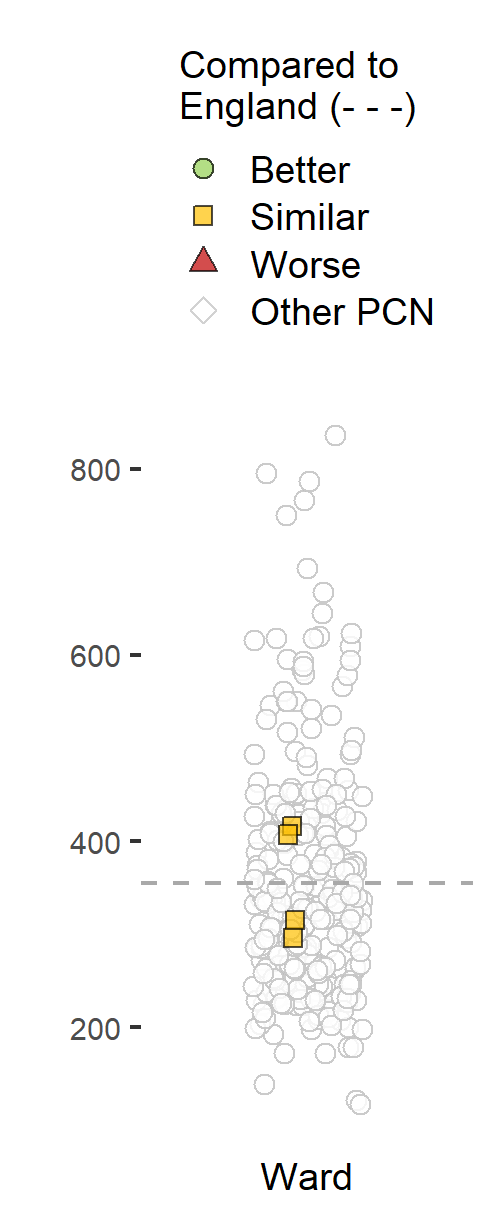 Compared to
England (- - -)
Better
Similar
Worse
Other PCN
800
600
400
200
Ward